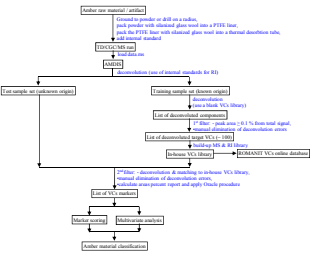 Amber raw material / artifact
Ground to powder or drill on a radius,
pack powder with silanized glass wool into a PTFE liner,
pack the PTFE liner with silanized glass wool into a thermal desorbtion tube,
add internal standard
TD/CGC/MS run
load data ms
AMDIS
deconvolution (use of internal standards for RI)
Test sample set (unknown origin)
Training sample set (known origin)
deconvolution
(use a blank VCs library)
List of deconvoluted components
1st filter: - peak area ≥ 0.1 % from total signal,
-manual elimination of deconvolution errors
List of deconvoluted target VCs (~ 100)
build-up MS & RI library
In-house VCs library
ROMANIT VCs online database
2nd filter: - deconvolution & matching to in-house VCs library,
-manual elimination of deconvolution errors,
-calculate areas percent report and apply Oracle procedure
List of VCs markers
Marker scoring
Multivariate analysis
Amber material classification